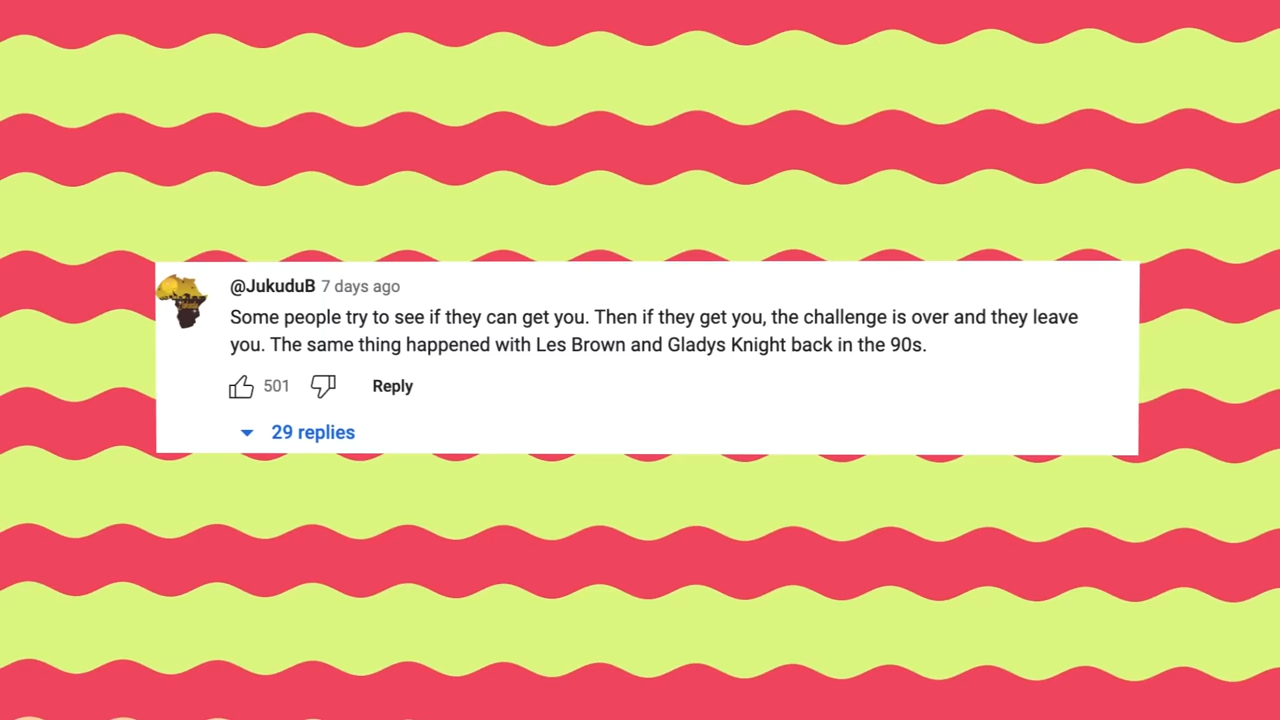 @JukuduB 7 days ago
Some people try to see if they can get you. Then if they get you, the challenge is over and they leave
you. The same thing happened with Les Brown and Gladys Knight back in the 90s.
501 Reply
29 replies